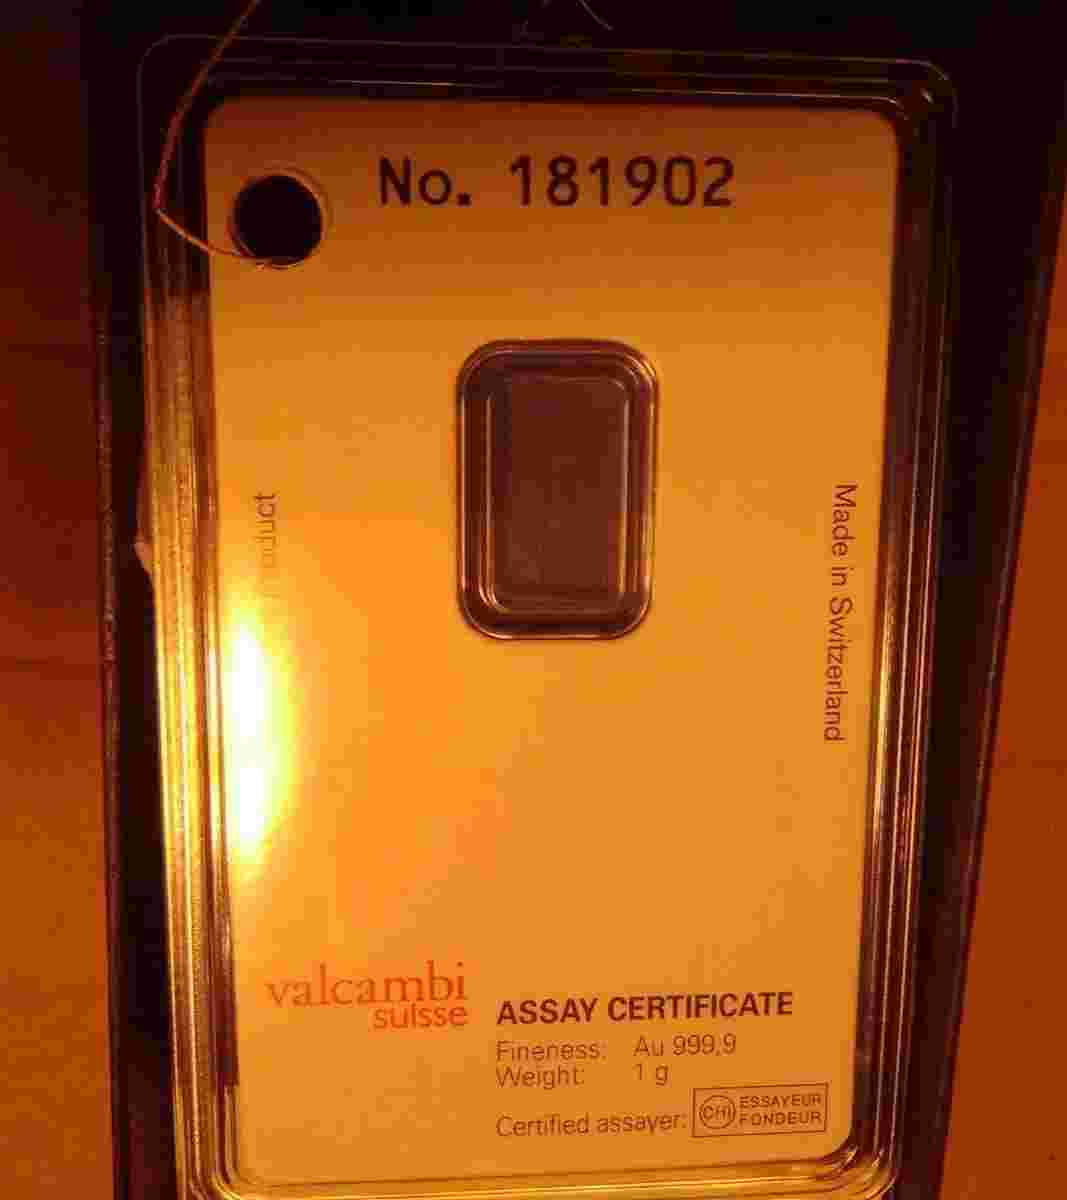 No. 181902
Made in Switzerland
valcambi
suisse
ASSAY CERTIFICATE
Fineness: Au 999,9
Weight: 1 g
Certified assayer:
CHI
ESSAYEUR
FONDEUR